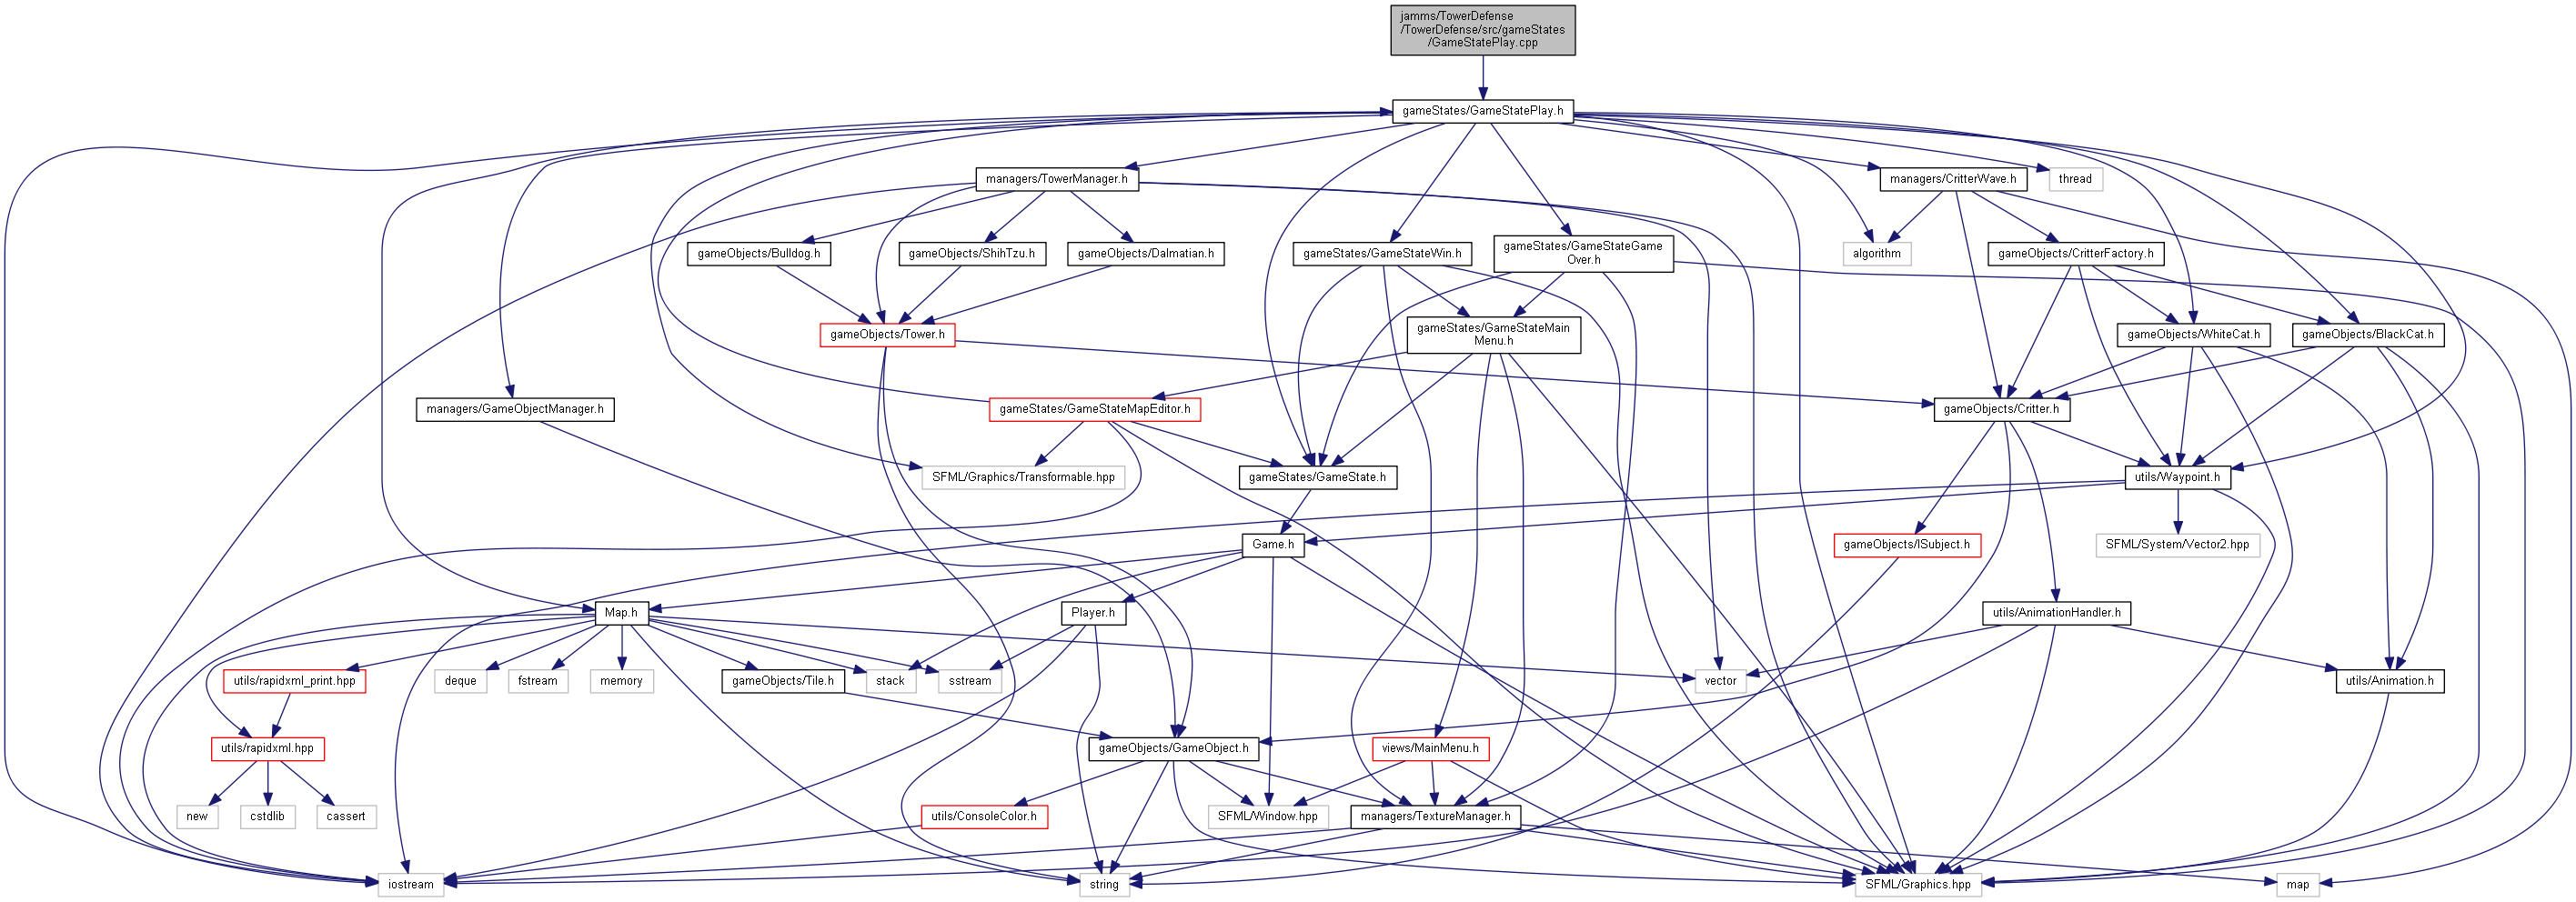 jamms/TowerDefense
/TowerDefense/src/gameStates
/GameStatePlay.cpp
gameStates/GameStatePlay.h
managers/TowerManager.h
managers/CritterWave.h
thread
gameObjects/Bulldog.h
gameObjects/ShihTzu.h
gameObjects/Dalmatian.h
gameStates/GameStateWin.h
gameStates/GameStateGame
Over.h
algorithm
gameObjects/CritterFactory.h
gameObjects/Tower.h
gameStates/GameStateMain
Menu.h
gameObjects/WhiteCat.h
gameObjects/BlackCat.h
managers/GameObjectManager.h
gameStates/GameStateMapEditor.h
gameObjects/Critter.h
SFML/Graphics/Transformable.hpp
gameStates/GameState.h
utils/Waypoint.h
Game.h
gameObjects/ISubject.h
SFML/System/Vector2.hpp
Map.h
Player.h
utils/AnimationHandler.h
utils/rapidxml_print.hpp
deque
fstream
memory
gameObjects/Tile.h
stack
sstream
vector
utils/Animation.h
utils/rapidxml.hpp
gameObjects/GameObject.h
views/MainMenu.h
new
cstdlib
cassert
utils/ConsoleColor.h
SFML/Window.hpp
managers/TextureManager.h
iostream
string
SFML/Graphics.hpp
map